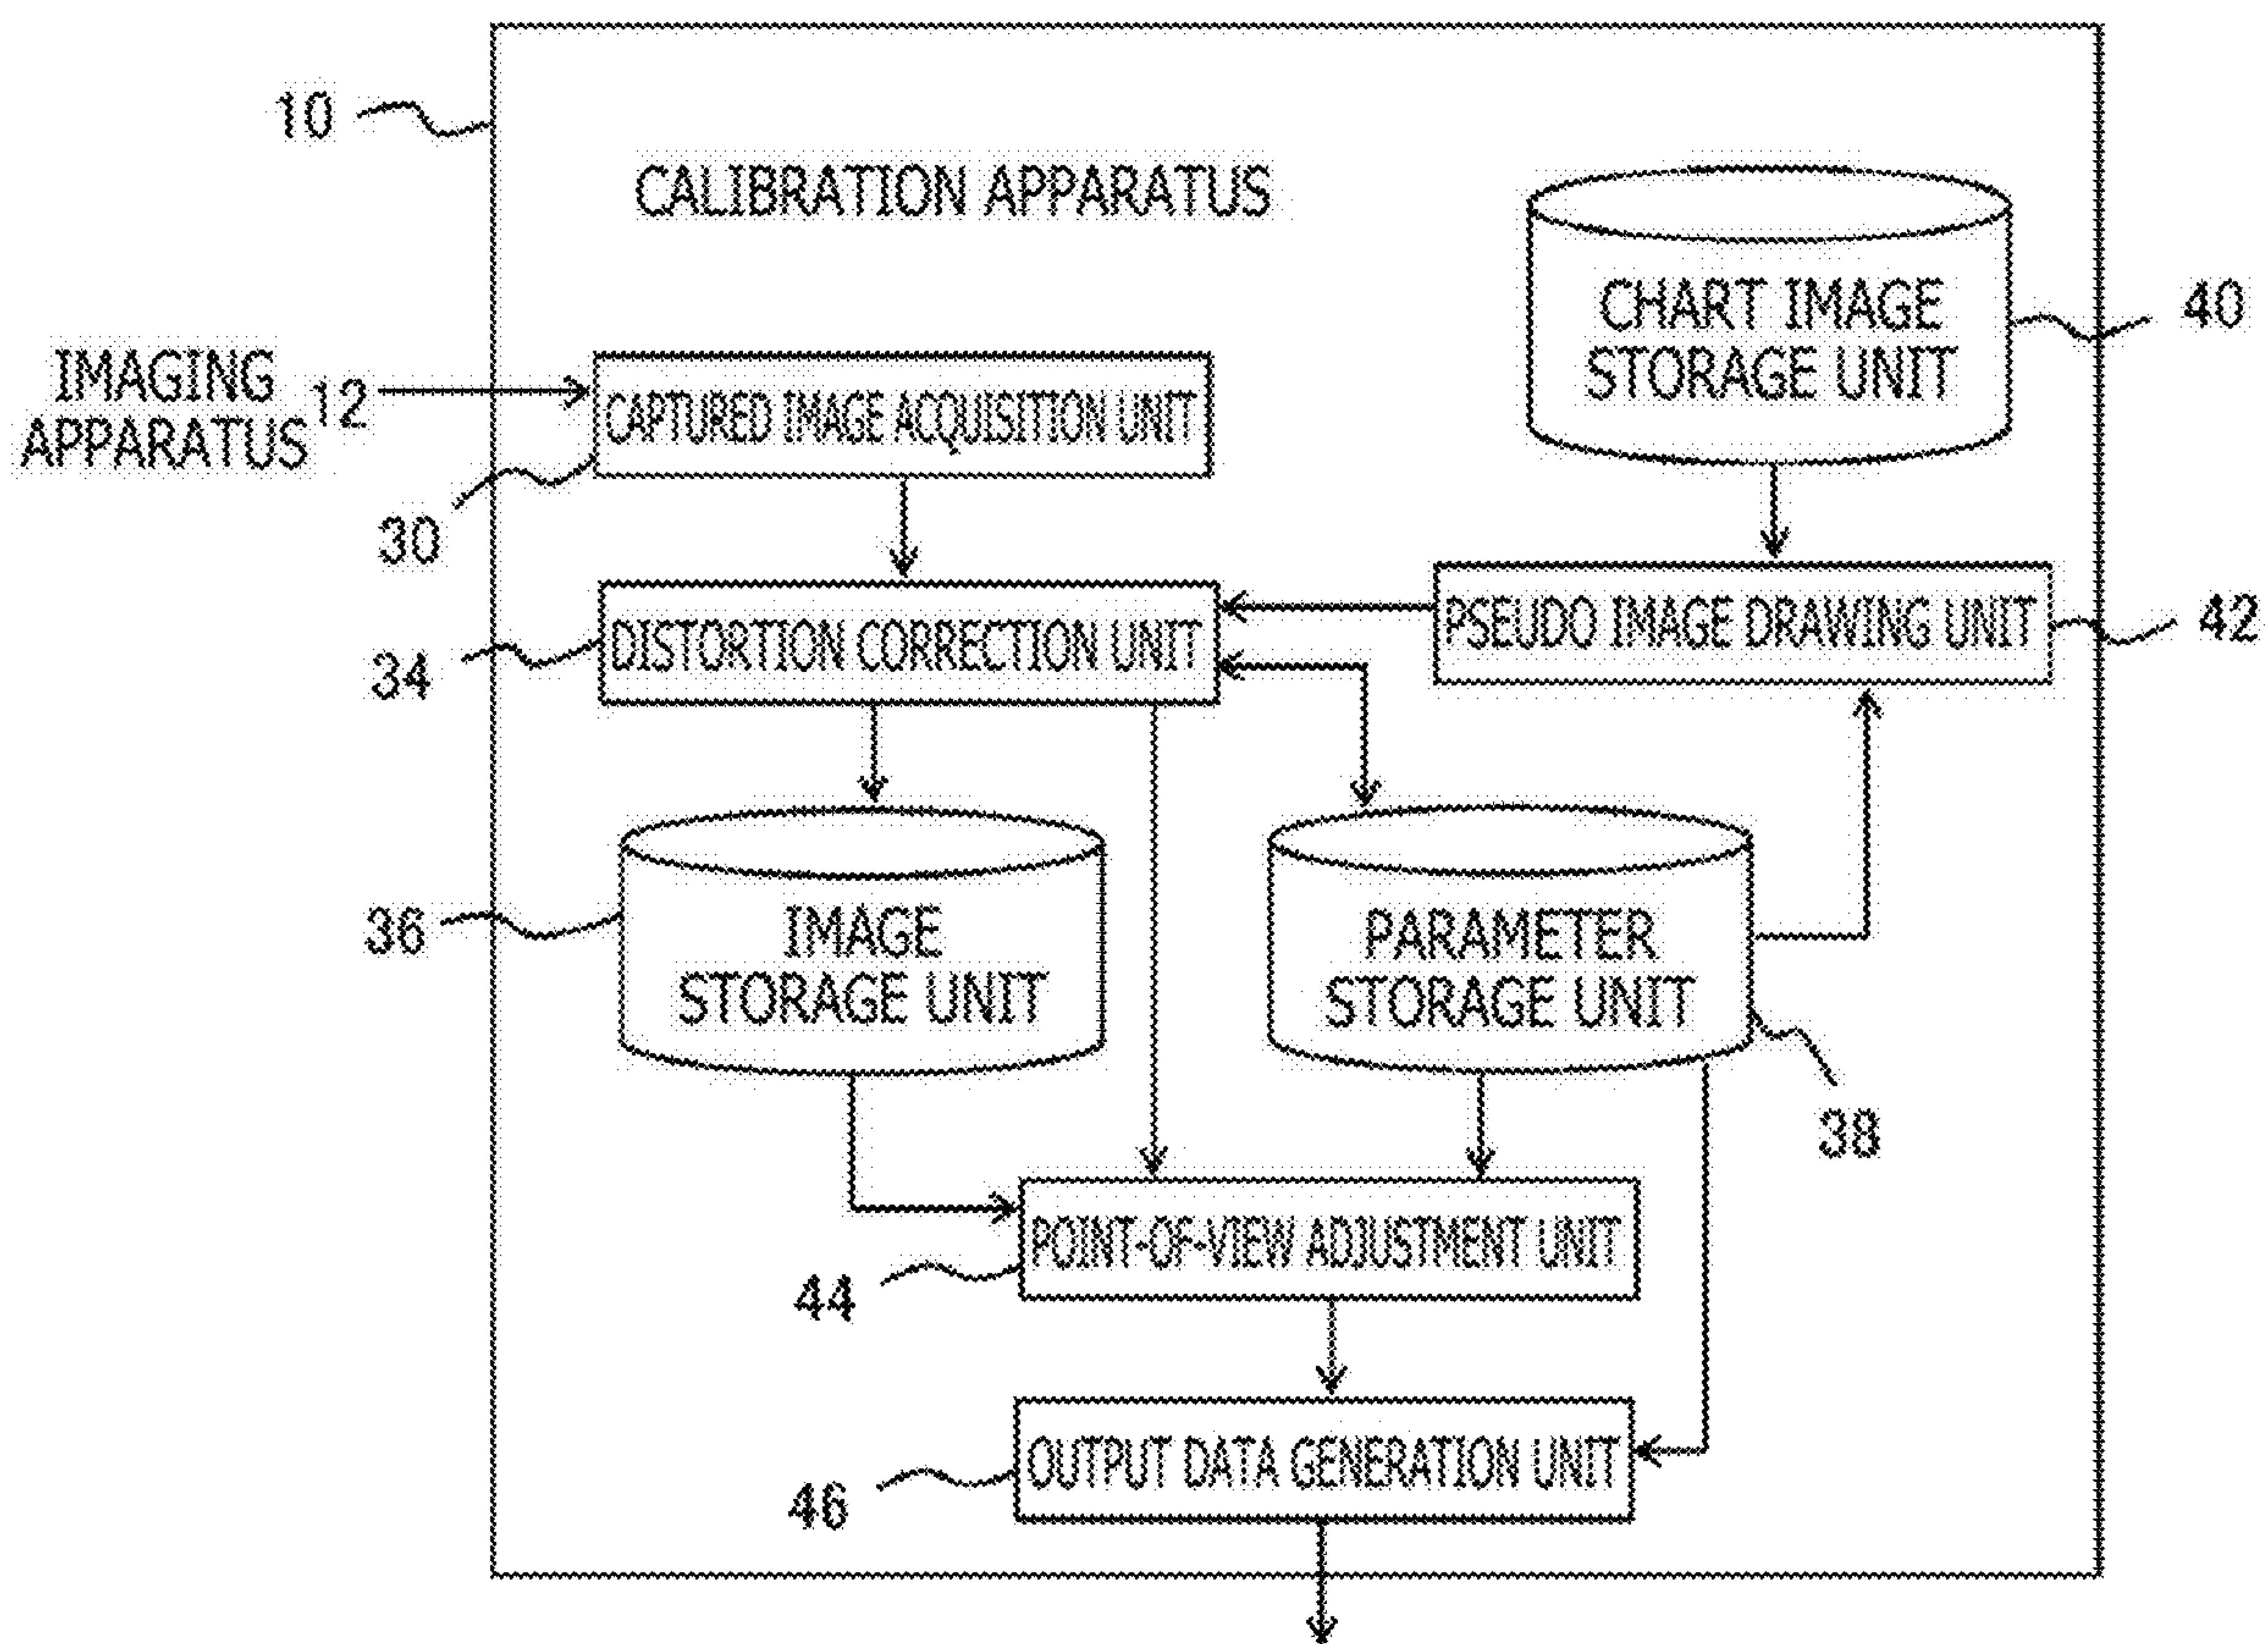 10
CALIBRATION APPARATUS
CHART IMAGE
STORAGE UNIT
40
IMAGING
APPARATUS
12
CAPTURED IMAGE ACQUISITION UNIT
30
DISTORTION CORRECTION UNIT
34
PSEUDO IMAGE DRAWING UNIT
42
36
IMAGE
STORAGE UNIT
PARAMETER
STORAGE UNIT
38
POINT-OF-VIEW ADJUSTMENT UNIT
44
OUTPUT DATA GENERATION UNIT
46